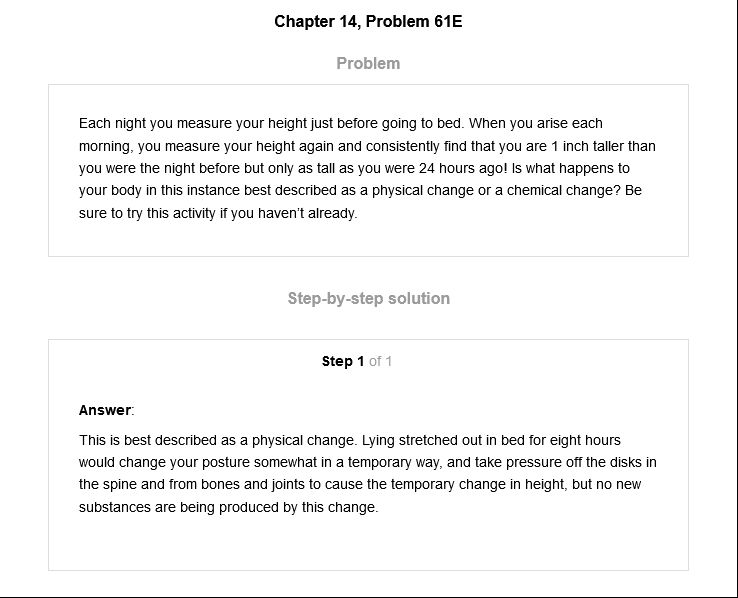 Chapter 14, Problem 61E
Problem
Each night you measure your height just before going to bed. When you arise each
morning, you measure your height again and consistently find that you are 1 inch taller than
you were the night before but only as tall as you were 24 hours ago! Is what happens to
your body in this instance best described as a physical change or a chemical change? Be
sure to try this activity if you haven’t already.
Step-by-step solution
Step 1 of 1
Answer:
This is best described as a physical change. Lying stretched out in bed for eight hours
would change your posture somewhat in a temporary way, and take pressure off the disks in
the spine and from bones and joints to cause the temporary change in height, but no new
substances are being produced by this change.